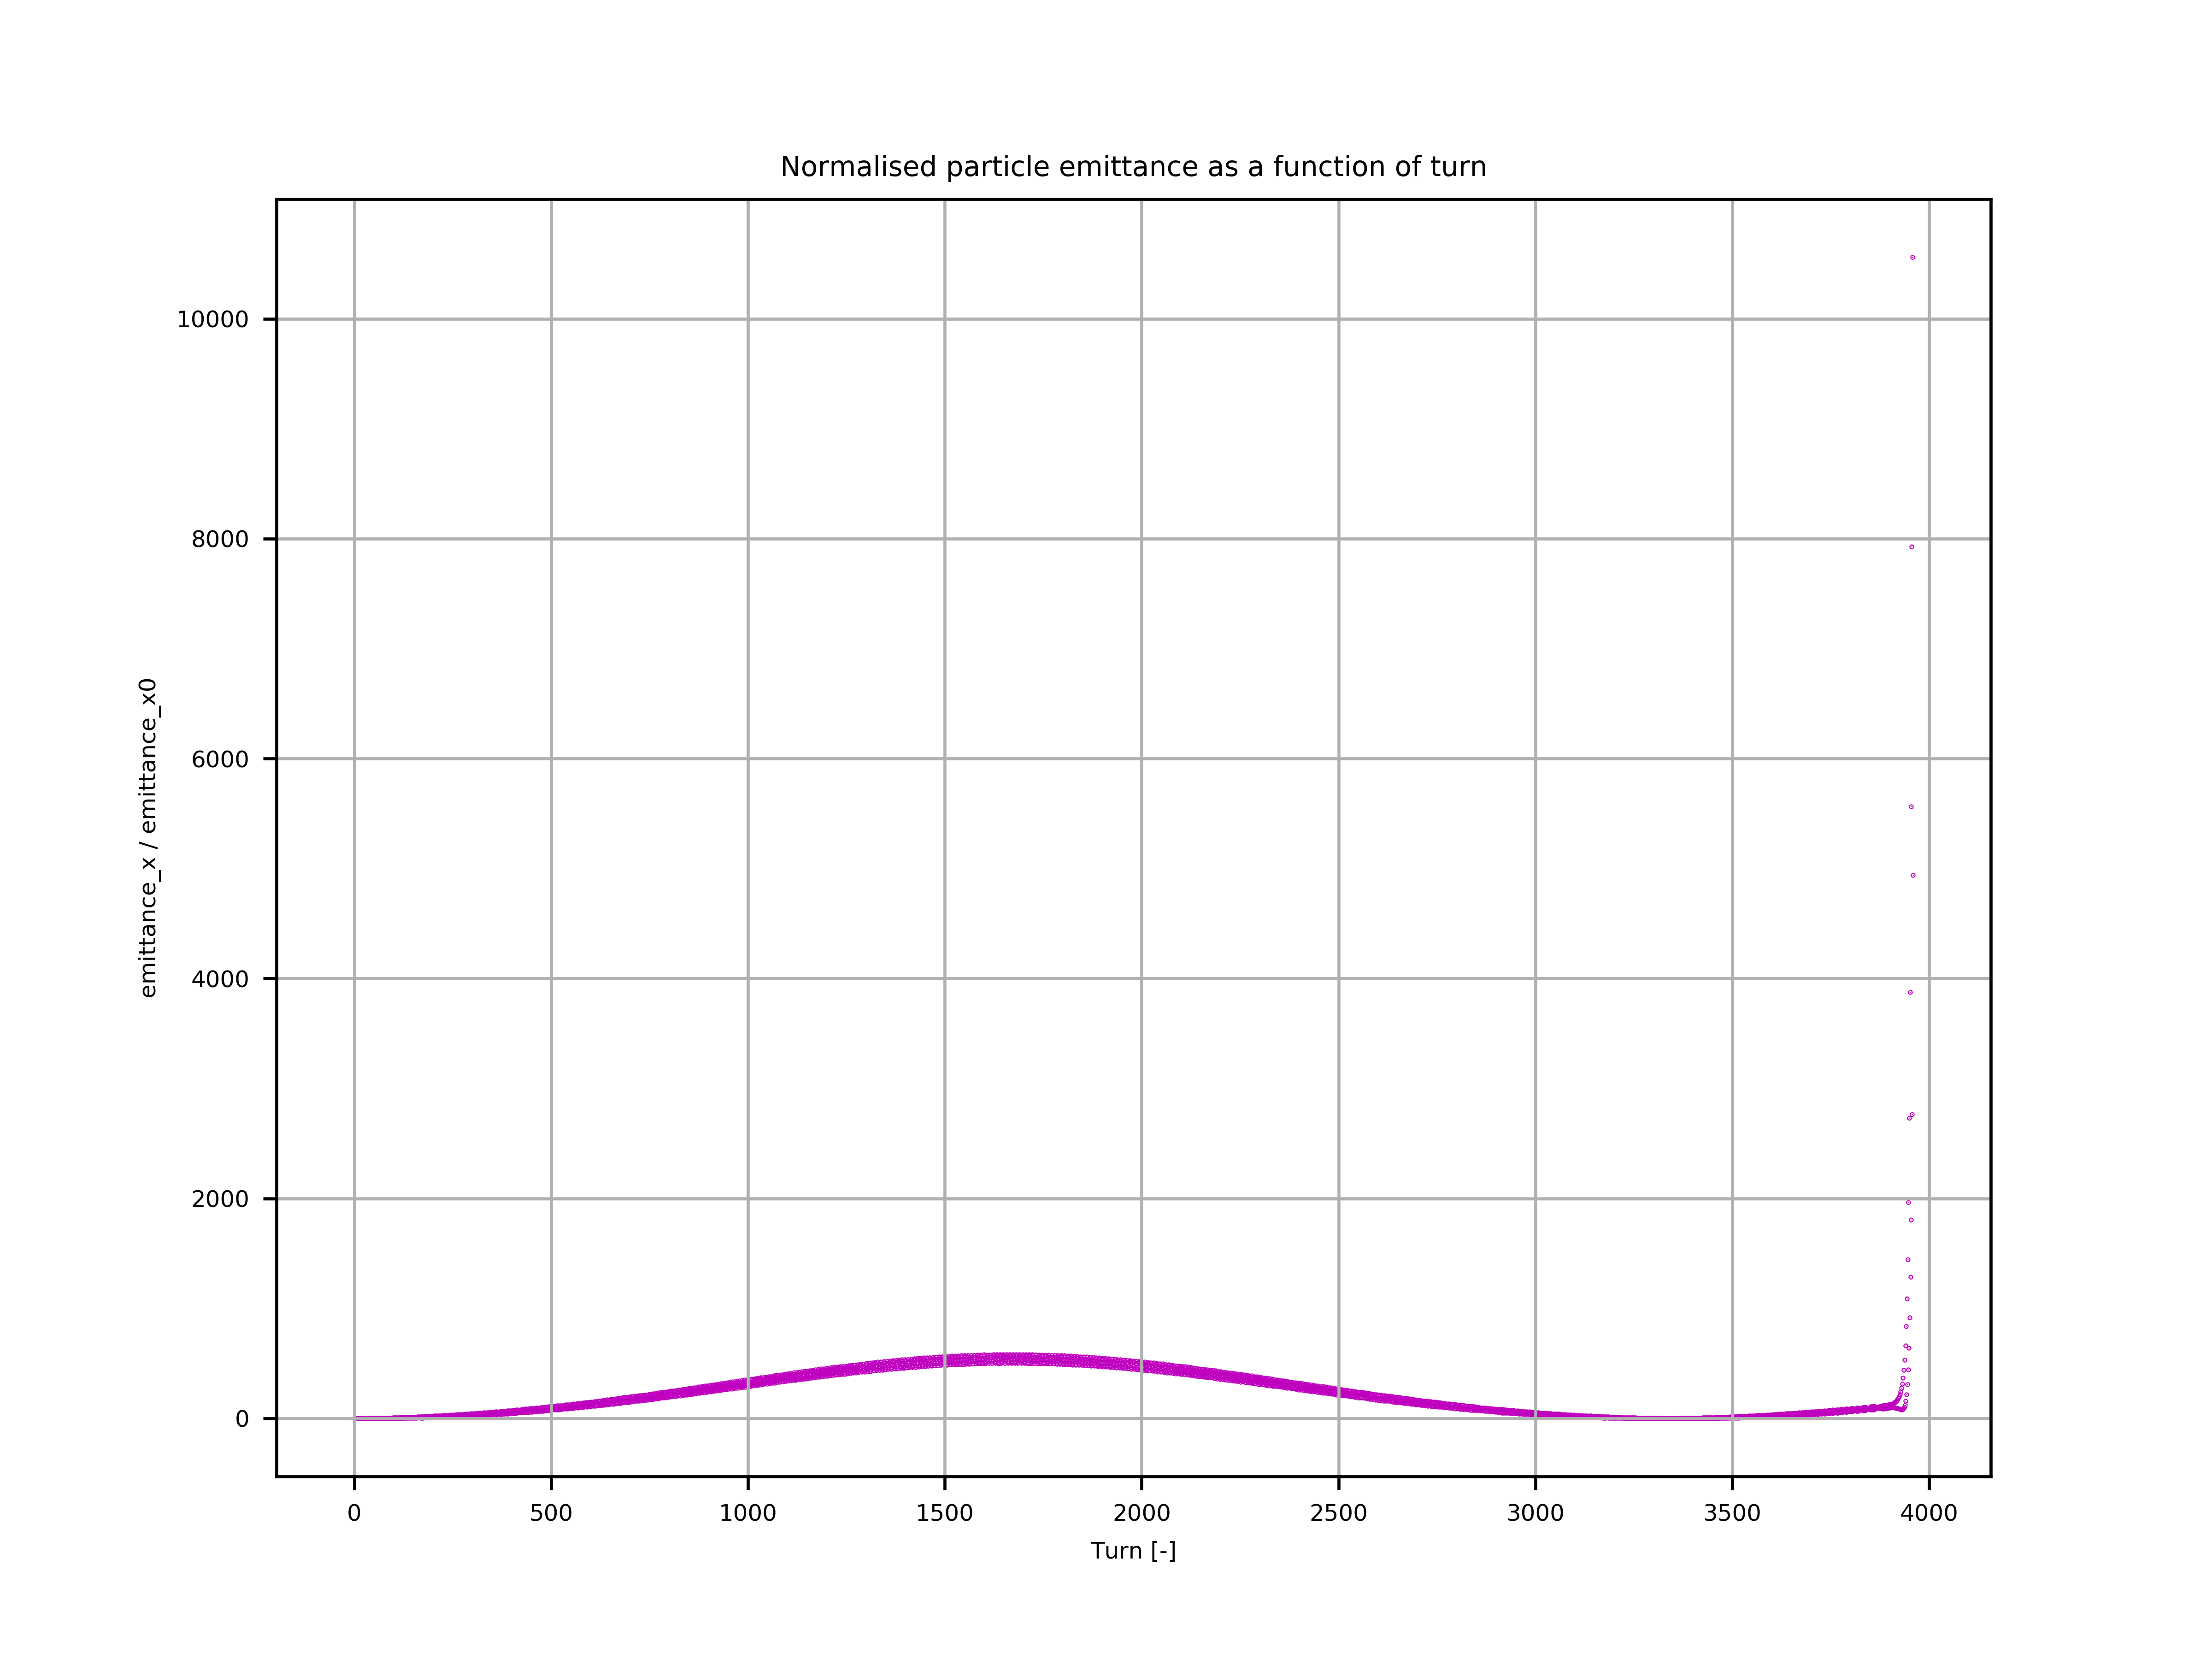 Normalised particle emittance as a function of turn
10000
8000
6000
4000
2000
0
emittance_x / emittance_x0
0 500 1000 1500 2000 2500 3000 3500 4000
Turn [-]